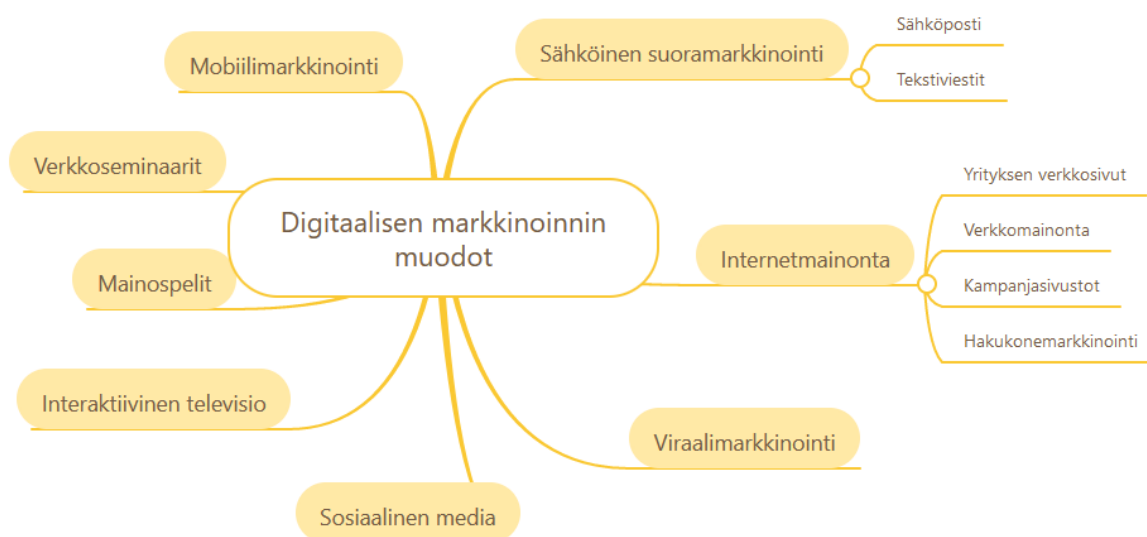 Sähköposti
Mobiilimarkkinointi
Sähköinen suoramarkkinointi
Tekstiviestit
Verkkoseminaarit
Yrityksen verkkosivut
Digitaalisen markkinoinnin
muodot
Verkkomainonta
Internetmainonta
Mainospelit
Kampanjasivustot
Hakukonemarkkinointi
Interaktiivinen televisio
Viraalimarkkinointi
Sosiaalinen media